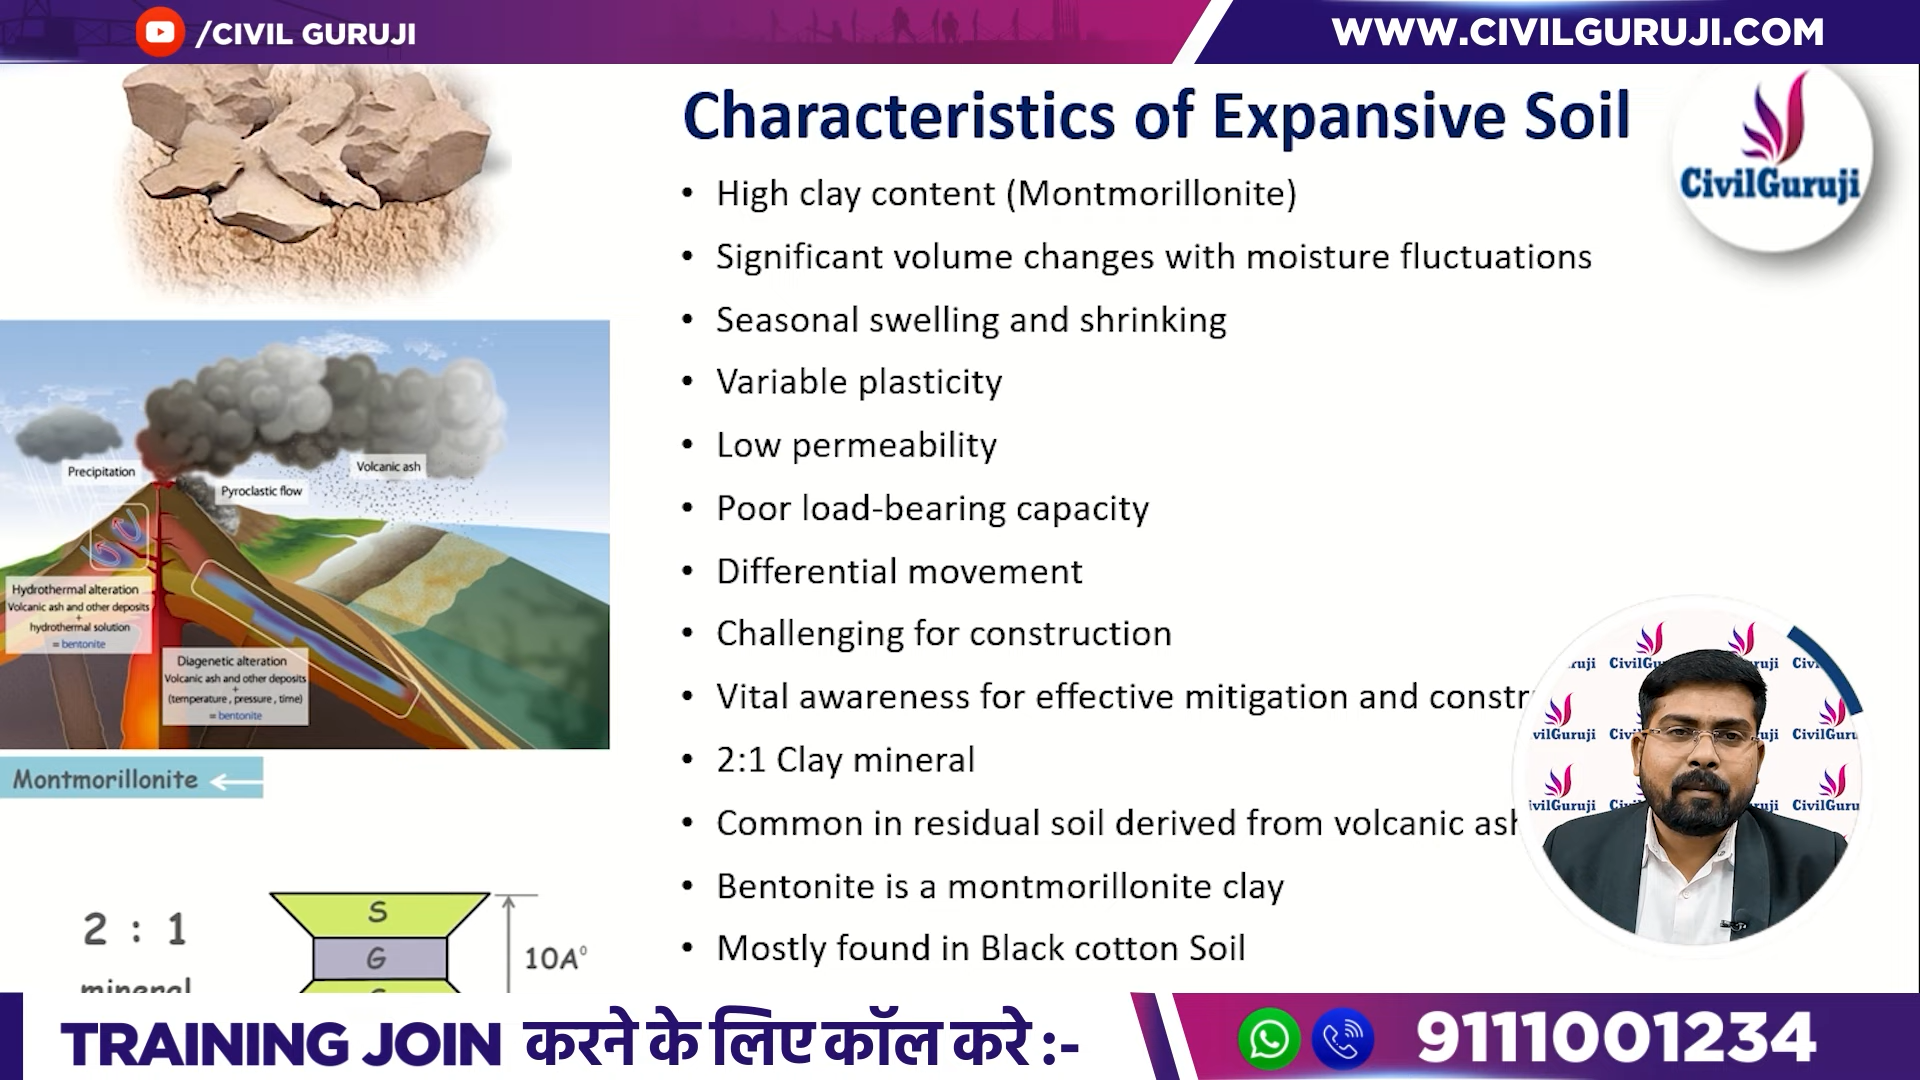 /CIVIL GURUJI
WWW.CIVILGURUJI.COM
Characteristics of Expansive Soil
CivilGuruji
• High clay content (Montmorillonite)
• Significant volume changes with moisture fluctuations
• Seasonal swelling and shrinking
• Variable plasticity
• Low permeability
• Poor load-bearing capacity
• Differential movement
• Challenging for construction
• Vital awareness for effective mitigation and constr
• 2:1 Clay mineral
• Common in residual soil derived from volcanic ash
• Bentonite is a montmorillonite clay
• Mostly found in Black cotton Soil
Precipitation
Volcanic ash
Pyroclastic flow
Hydrothermal alteration
Volcanic ash and other deposits
+
hydrothermal solution
= bentonite
Diagenetic alteration
Volcanic ash and other deposits
+
(temperature, pressure, time)
= bentonite
Montmorillonite
2 : 1
mineral
S
G
10A⁰
TRAINING JOIN करने के लिए कॉल करे :-
9111001234